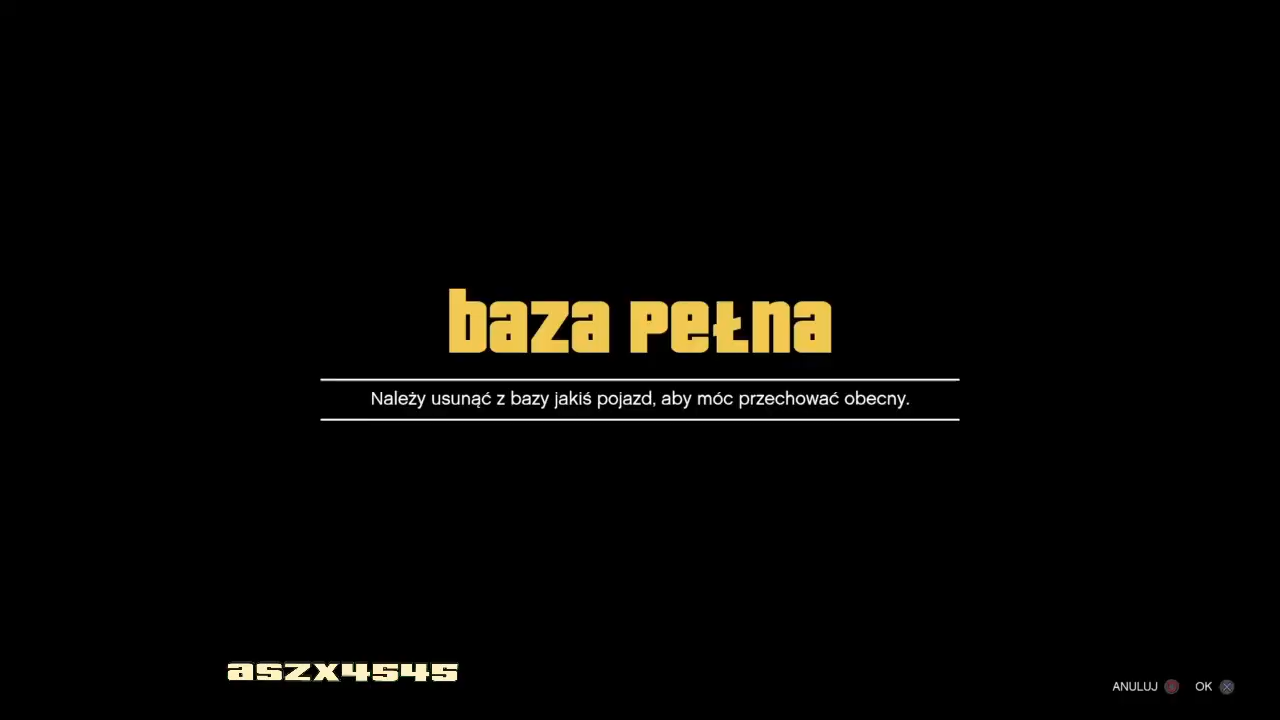 baza pełna
Należy usunąć z bazy jakiś pojazd, aby móc przechować obecny.
aszx4545
ANULUJ OK